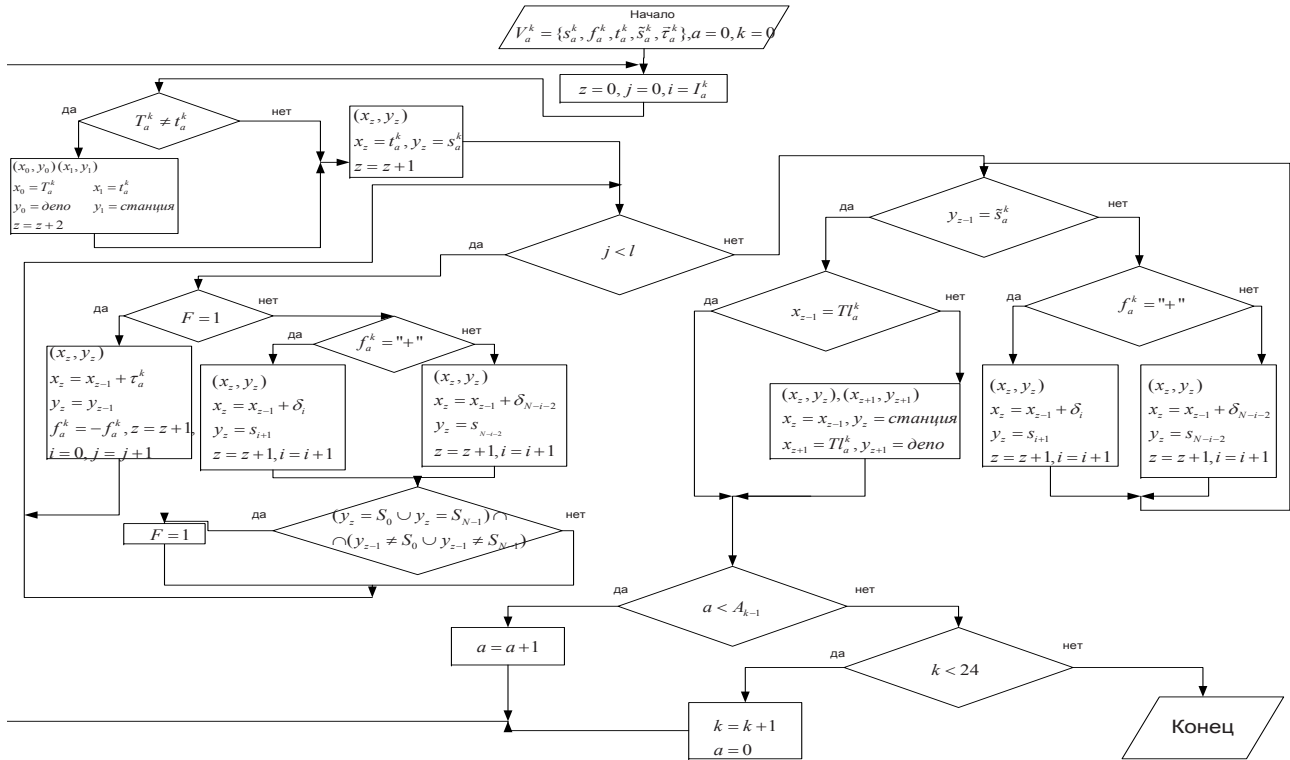 Начало
V_a^k = {s_a^k, f_a^k, t_a^k, s̃_a^k, τ⃗_a^k}, a = 0, k = 0
z = 0, j = 0, i = I_a^k
да
T_a^k ≠ t_a^k
нет
(x_0, y_0)(x_1, y_1)
x_0 = T_a^k x_1 = t_a^k
y_0 = депо y_1 = станция
z = z + 2
(x_z, y_z)
x_z = t_a^k, y_z = s_a^k
z = z + 1
да
j < l
нет
да
F = 1
нет
(x_z, y_z)
x_z = x_{z-1} + τ_a^k
y_z = y_{z-1}
f_a^k = −f_a^k, z = z + 1,
i = 0, j = j + 1
да
f_a^k = "+"
нет
(x_z, y_z)
x_z = x_{z-1} + δ_i
y_z = s_{i+1}
z = z + 1, i = i + 1
(x_z, y_z)
x_z = x_{z-1} + δ_{N-i-2}
y_z = s_{N-i-2}
z = z + 1, i = i + 1
да
(y_z = S_0 ∪ y_z = S_{N-1}) ∩
∩ (y_{z-1} ≠ S_0 ∪ y_{z-1} ≠ S_{N-1})
нет
F = 1
да
y_{z-1} = s̃_a^k
нет
да
x_{z-1} = Tl_a^k
нет
(x_z, y_z), (x_{z+1}, y_{z+1})
x_z = x_{z-1}, y_z = станция
x_{z+1} = Tl_a^k, y_{z+1} = депо
да
f_a^k = "+"
нет
(x_z, y_z)
x_z = x_{z-1} + δ_i
y_z = s_{i+1}
z = z + 1, i = i + 1
(x_z, y_z)
x_z = x_{z-1} + δ_{N-i-2}
y_z = s_{N-i-2}
z = z + 1, i = i + 1
да
a < A_{k-1}
нет
a = a + 1
да
k < 24
нет
k = k + 1
a = 0
Конец